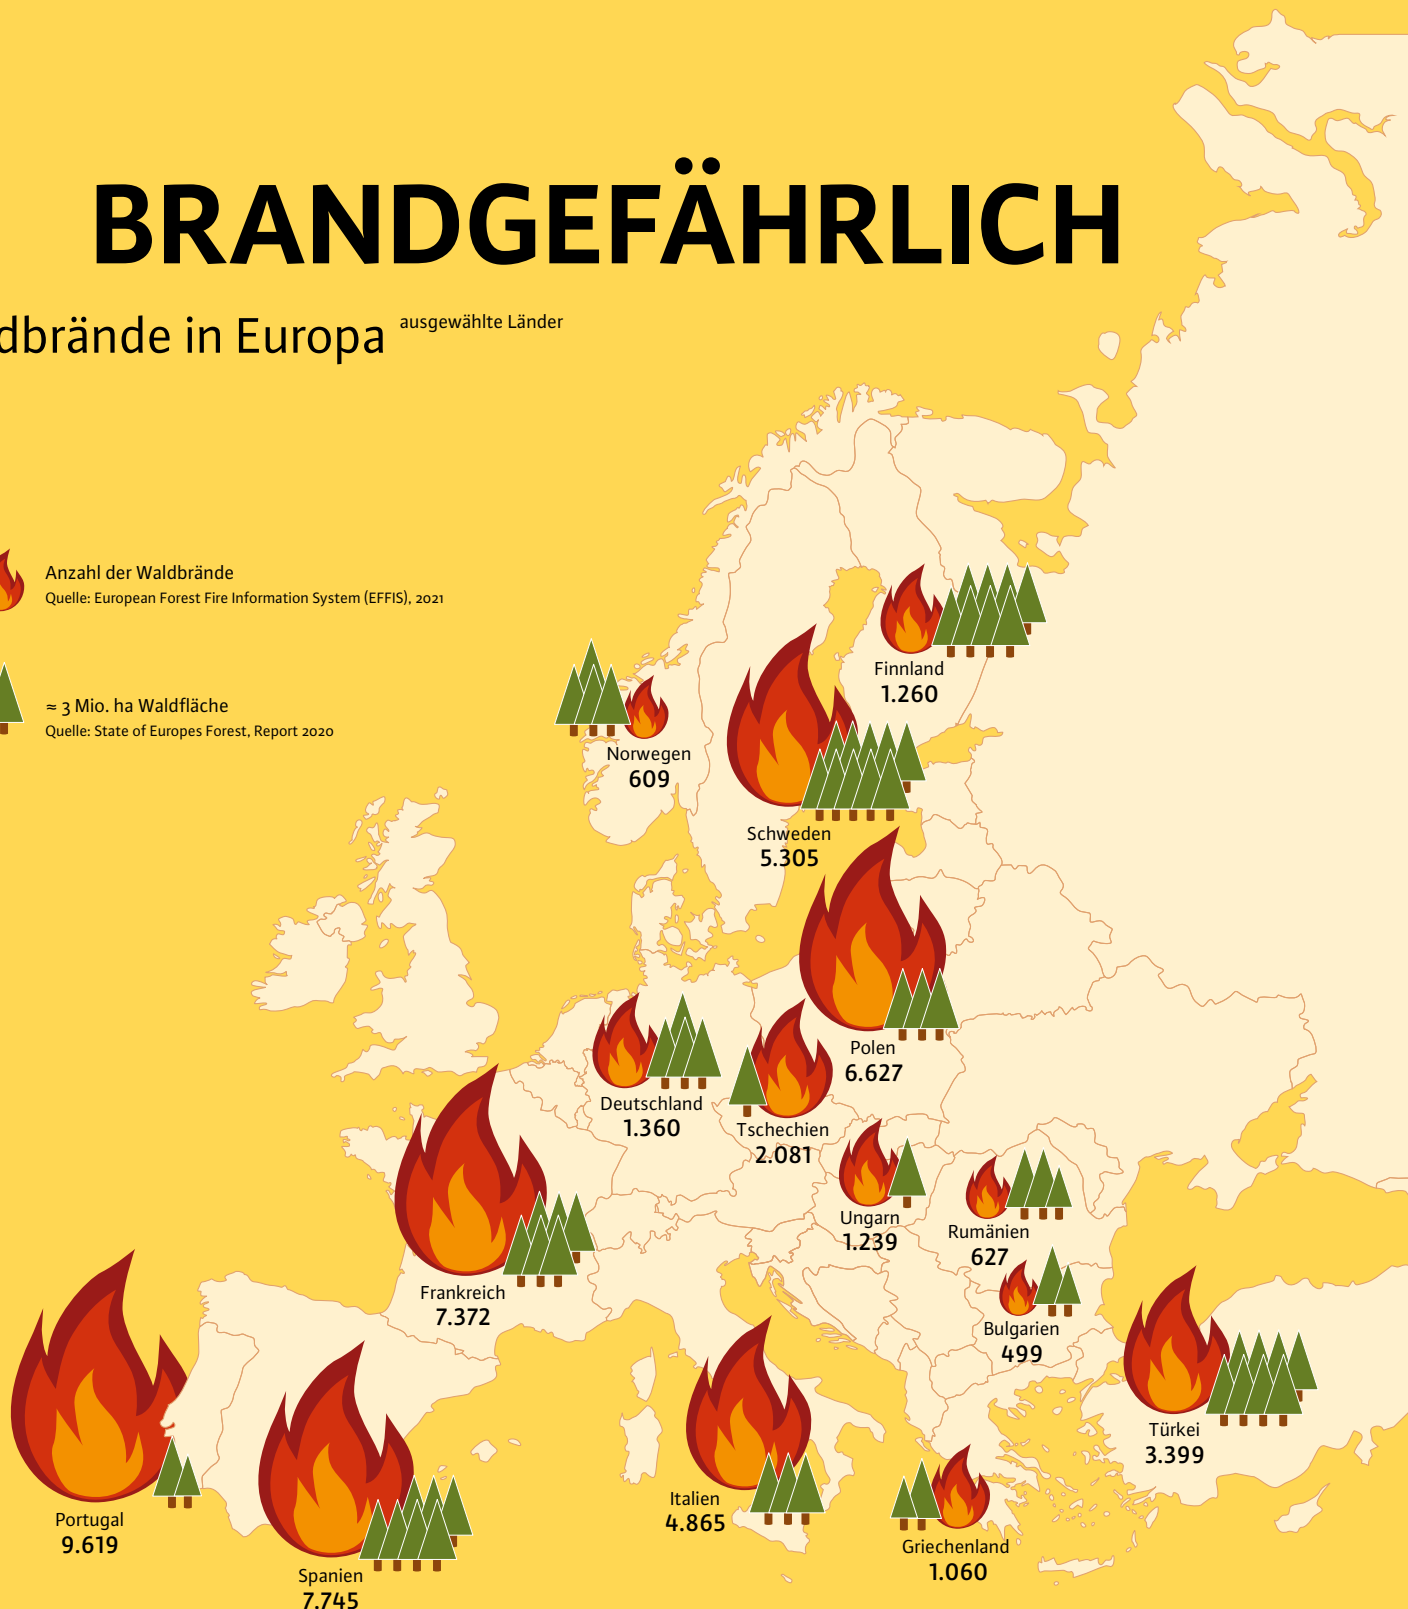 BRANDGEFÄHRLICH
dbrände in Europa ausgewählte Länder
Anzahl der Waldbrände
Quelle: European Forest Fire Information System (EFFIS), 2021
≈ 3 Mio. ha Waldfläche
Quelle: State of Europes Forest, Report 2020
Finnland
1.260
Norwegen
609
Schweden
5.305
Polen
6.627
Deutschland
1.360
Tschechien
2.081
Ungarn
1.239
Rumänien
627
Frankreich
7.372
Bulgarien
499
Türkei
3.399
Italien
4.865
Portugal
9.619
Griechenland
1.060
Spanien
7.745